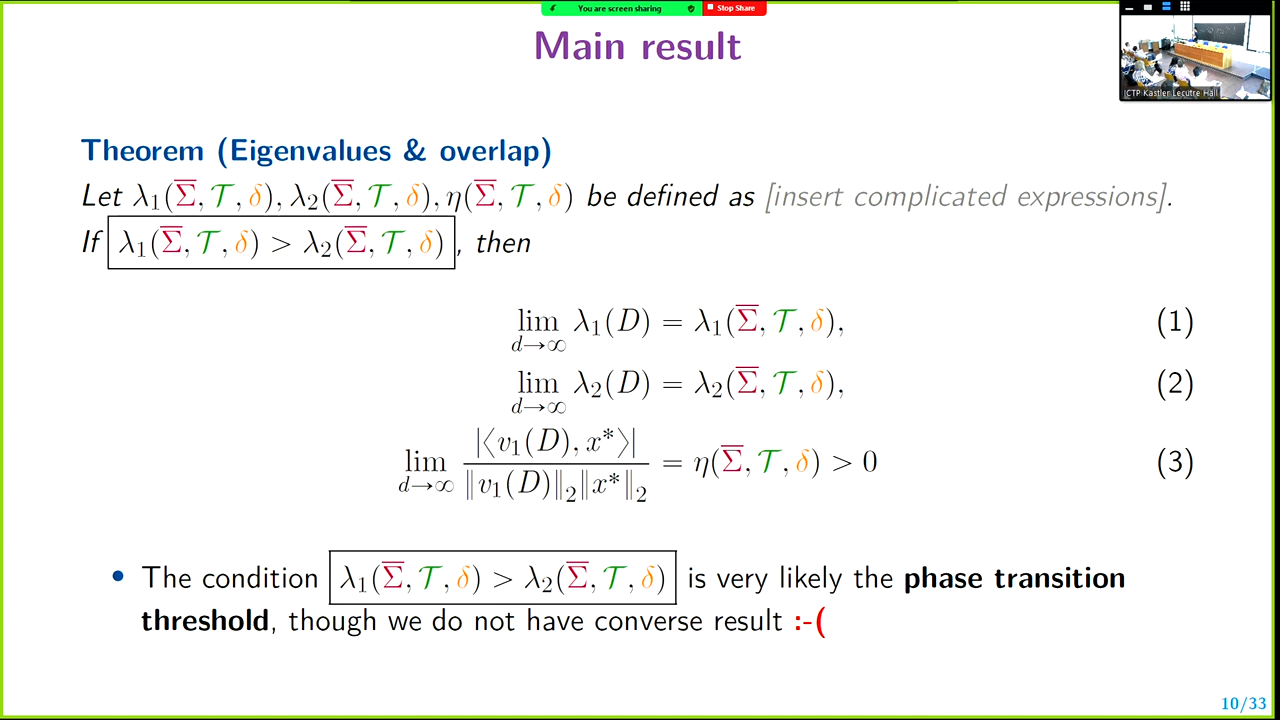 You are screen sharing
Stop Share
Main result
ICTP Kastler Lecutre Hall
Theorem (Eigenvalues & overlap)
Let λ₁(Σ̅, 𝒯, δ), λ₂(Σ̅, 𝒯, δ), η(Σ̅, 𝒯, δ) be defined as [insert complicated expressions].
If λ₁(Σ̅, 𝒯, δ) > λ₂(Σ̅, 𝒯, δ), then
lim_{d→∞} λ₁(D) = λ₁(Σ̅, 𝒯, δ), (1)
lim_{d→∞} λ₂(D) = λ₂(Σ̅, 𝒯, δ), (2)
lim_{d→∞} |⟨v₁(D), x*⟩| / ‖v₁(D)‖₂‖x*‖₂ = η(Σ̅, 𝒯, δ) > 0 (3)
• The condition λ₁(Σ̅, 𝒯, δ) > λ₂(Σ̅, 𝒯, δ) is very likely the phase transition
threshold, though we do not have converse result :-(
10/33